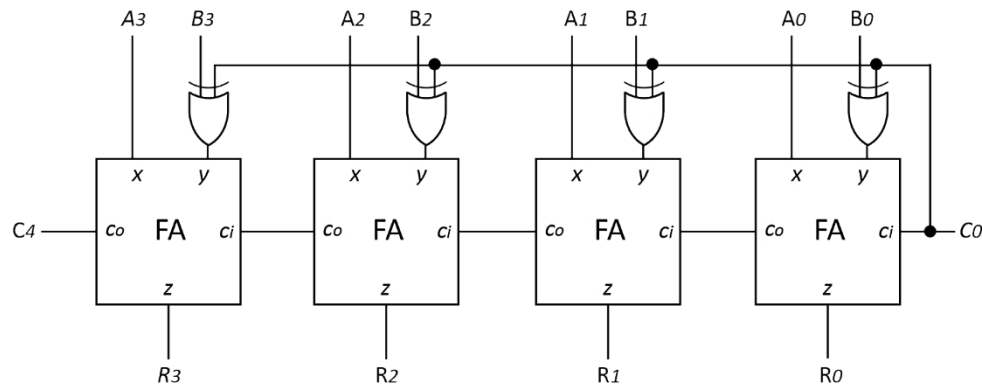 A3 B3 A2 B2 A1 B1 A0 B0
x y x y x y x y
C4 co FA ci co FA ci co FA ci co FA ci C0
z z z z
R3 R2 R1 R0